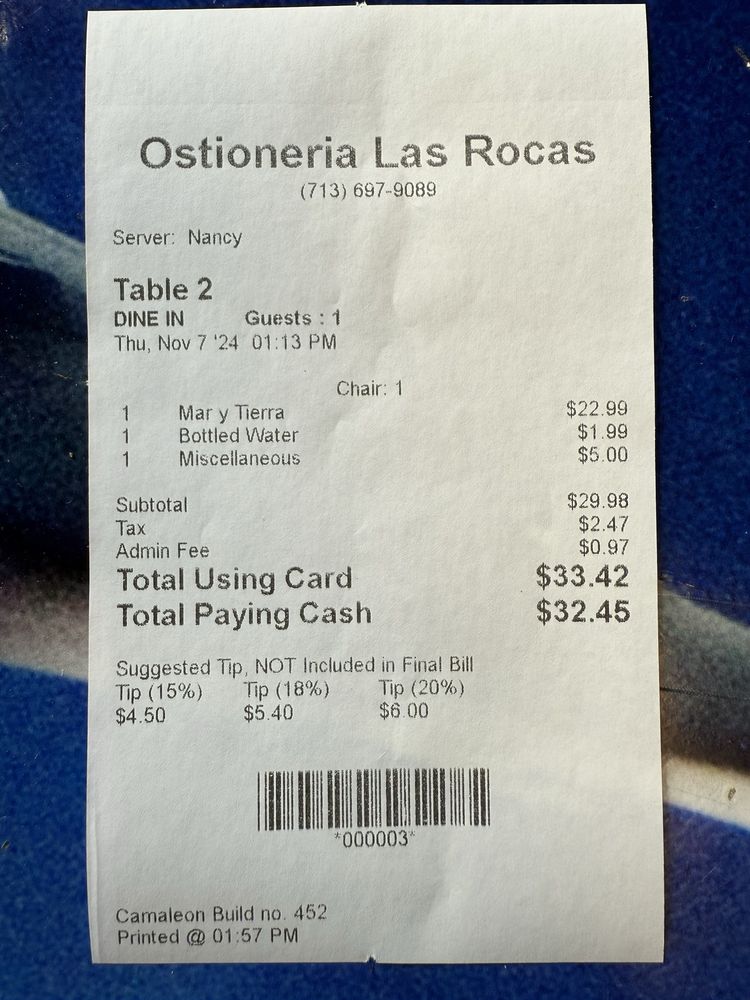 Ostioneria Las Rocas
(713) 697-9089
Server: Nancy
Table 2
DINE IN Guests : 1
Thu, Nov 7 '24 01:13 PM
Chair: 1
1 Mar y Tierra $22.99
1 Bottled Water $1.99
1 Miscellaneous $5.00
Subtotal $29.98
Tax $2.47
Admin Fee $0.97
Total Using Card $33.42
Total Paying Cash $32.45
Suggested Tip, NOT Included in Final Bill
Tip (15%) Tip (18%) Tip (20%)
$4.50 $5.40 $6.00
*000003*
Camaleon Build no. 452
Printed @ 01:57 PM